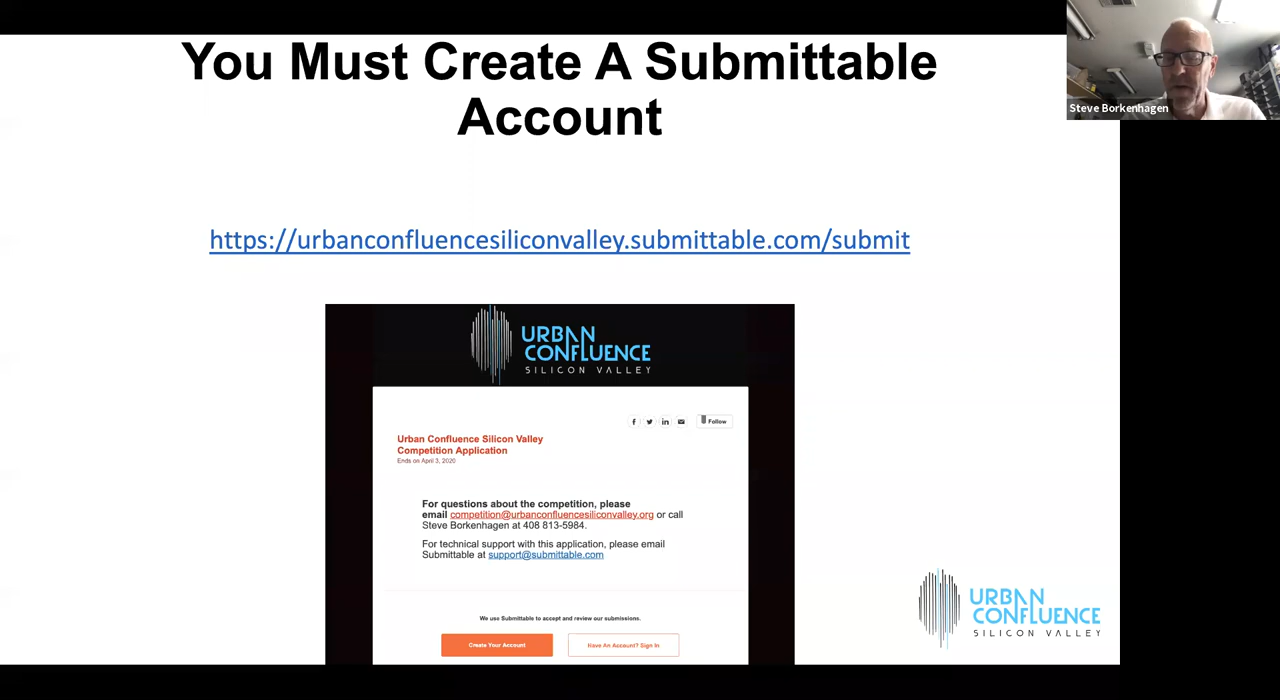 You Must Create A Submittable
Account
Steve Borkenhagen
https://urbanconfluencesiliconvalley.submittable.com/submit
URBAN
CONFLUENCE
SILICON VALLEY
Follow
Urban Confluence Silicon Valley
Competition Application
Ends on April 3, 2020
For questions about the competition, please
email competition@urbanconfluencesiliconvalley.org or call
Steve Borkenhagen at 408 813-5984.
For technical support with this application, please email
Submittable at support@submittable.com
We use Submittable to accept and review our submissions.
Create Your Account
Have An Account? Sign In
URBAN
CONFLUENCE
SILICON VALLEY